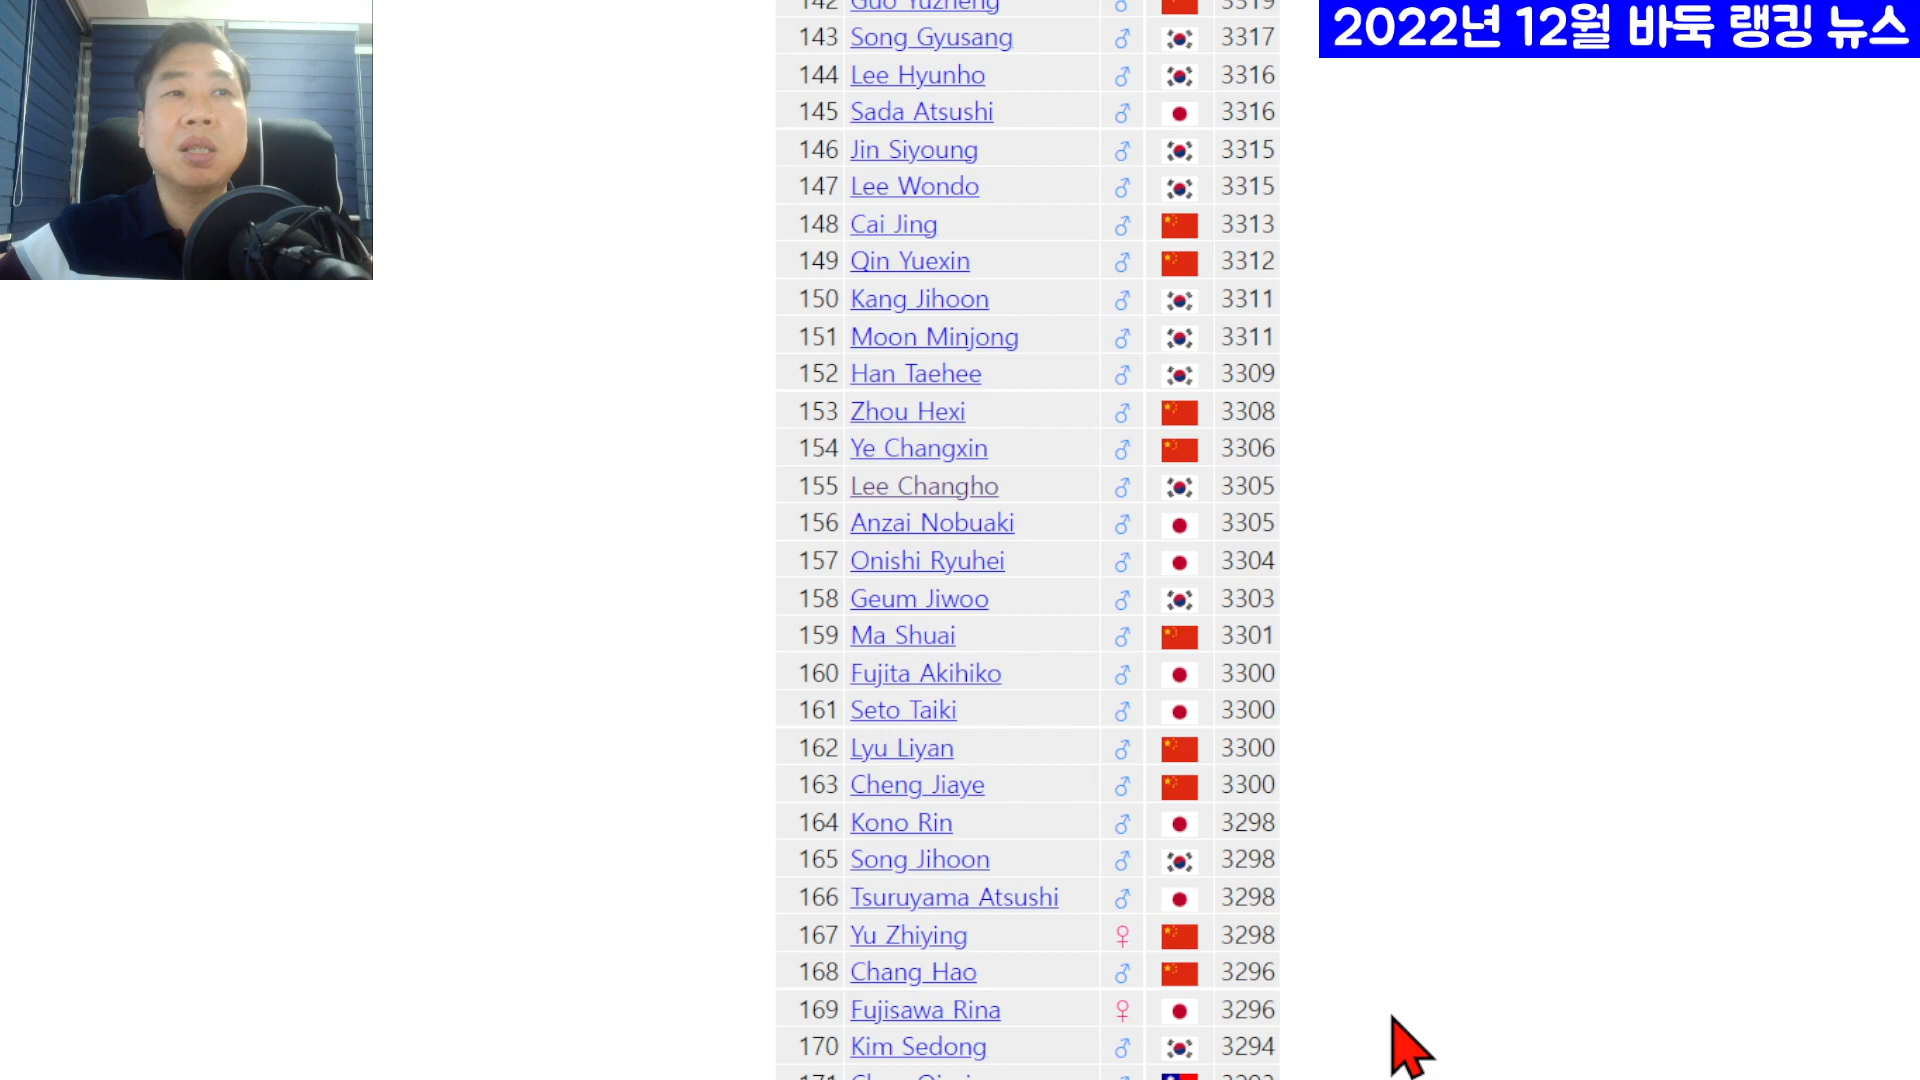 2022년 12월 바둑 랭킹 뉴스
142 Guo Yuzheng ♂ 3319
143 Song Gyusang ♂ 3317
144 Lee Hyunho ♂ 3316
145 Sada Atsushi ♂ 3316
146 Jin Siyoung ♂ 3315
147 Lee Wondo ♂ 3315
148 Cai Jing ♂ 3313
149 Qin Yuexin ♂ 3312
150 Kang Jihoon ♂ 3311
151 Moon Minjong ♂ 3311
152 Han Taehee ♂ 3309
153 Zhou Hexi ♂ 3308
154 Ye Changxin ♂ 3306
155 Lee Changho ♂ 3305
156 Anzai Nobuaki ♂ 3305
157 Onishi Ryuhei ♂ 3304
158 Geum Jiwoo ♂ 3303
159 Ma Shuai ♂ 3301
160 Fujita Akihiko ♂ 3300
161 Seto Taiki ♂ 3300
162 Lyu Liyan ♂ 3300
163 Cheng Jiaye ♂ 3300
164 Kono Rin ♂ 3298
165 Song Jihoon ♂ 3298
166 Tsuruyama Atsushi ♂ 3298
167 Yu Zhiying ♀ 3298
168 Chang Hao ♂ 3296
169 Fujisawa Rina ♀ 3296
170 Kim Sedong ♂ 3294
171